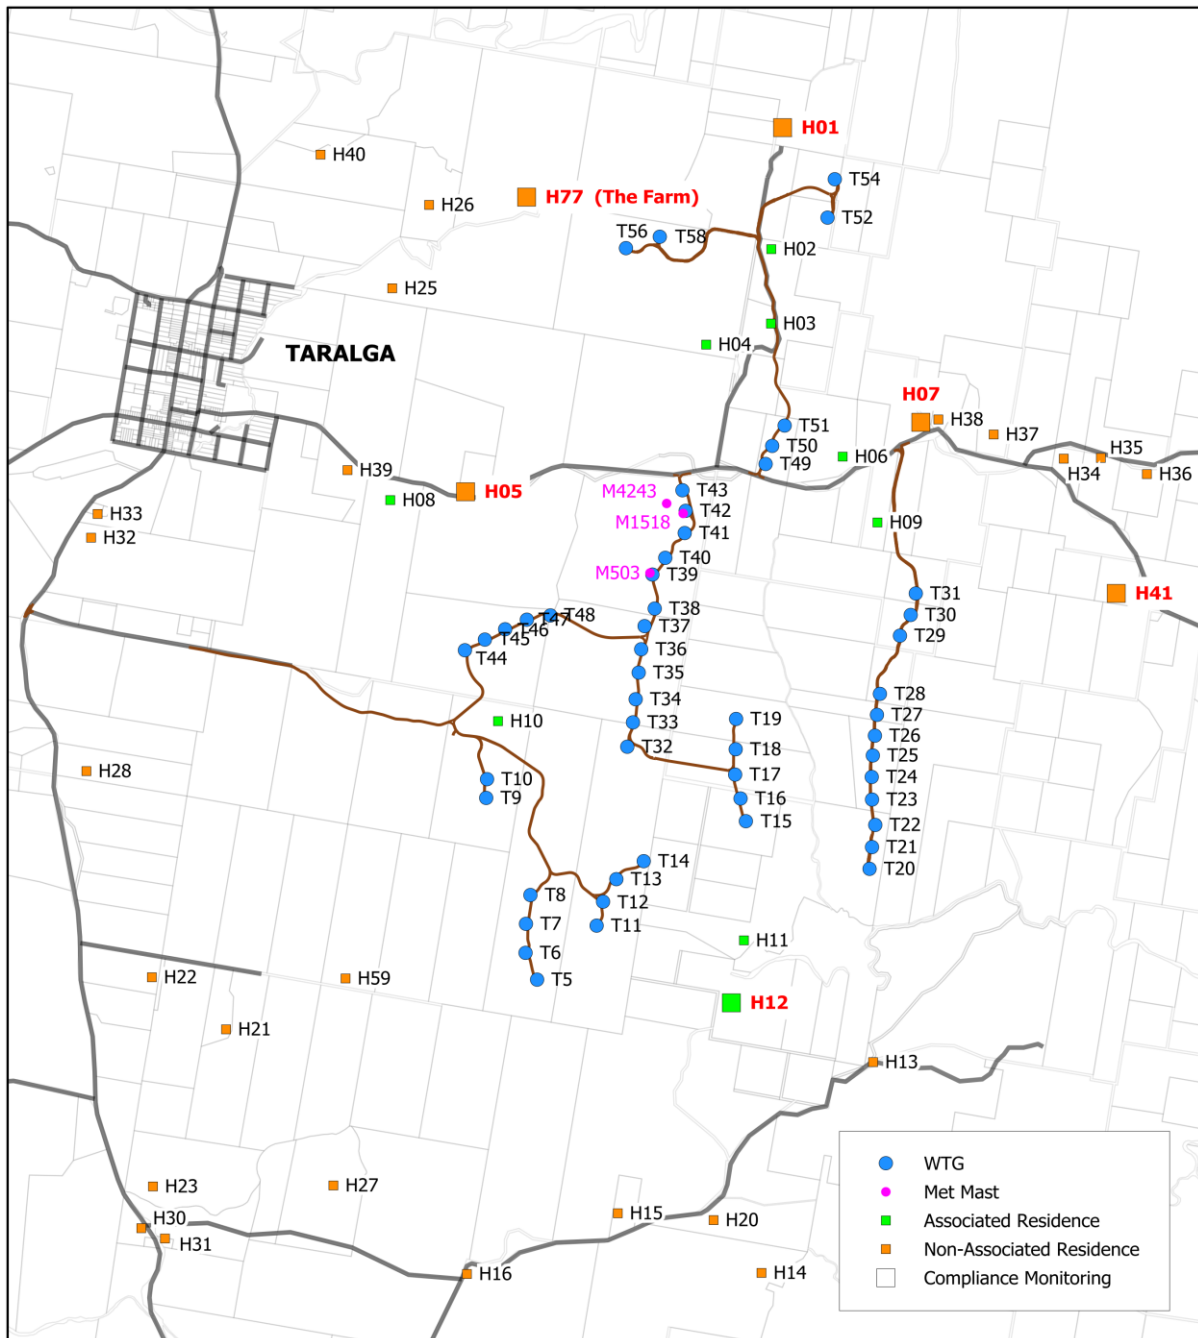 H01
H40
T54
H77 (The Farm)
H26
T52
T56
T58
H02
H25
H03
H04
TARALGA
H07
H38
T51
H37
T50
H35
H06
T49
H34
H36
H39
T43
M4243
H05
H08
T42
H33
M1518
H09
T41
H32
T40
M503
T39
T31
H41
T38
T48
T30
T47
T37
T46
T45
T29
T36
T44
T35
T28
T34
T27
T19
H10
T33
T26
T32
T18
T25
H28
T17
T24
T10
T9
T16
T23
T15
T22
T21
T14
T20
T13
T8
T12
T7
T11
H11
T6
H22
H59
T5
H12
H21
H13
WTG
H23
H27
Met Mast
H15
H20
Associated Residence
H30
H31
Non-Associated Residence
H16
H14
Compliance Monitoring